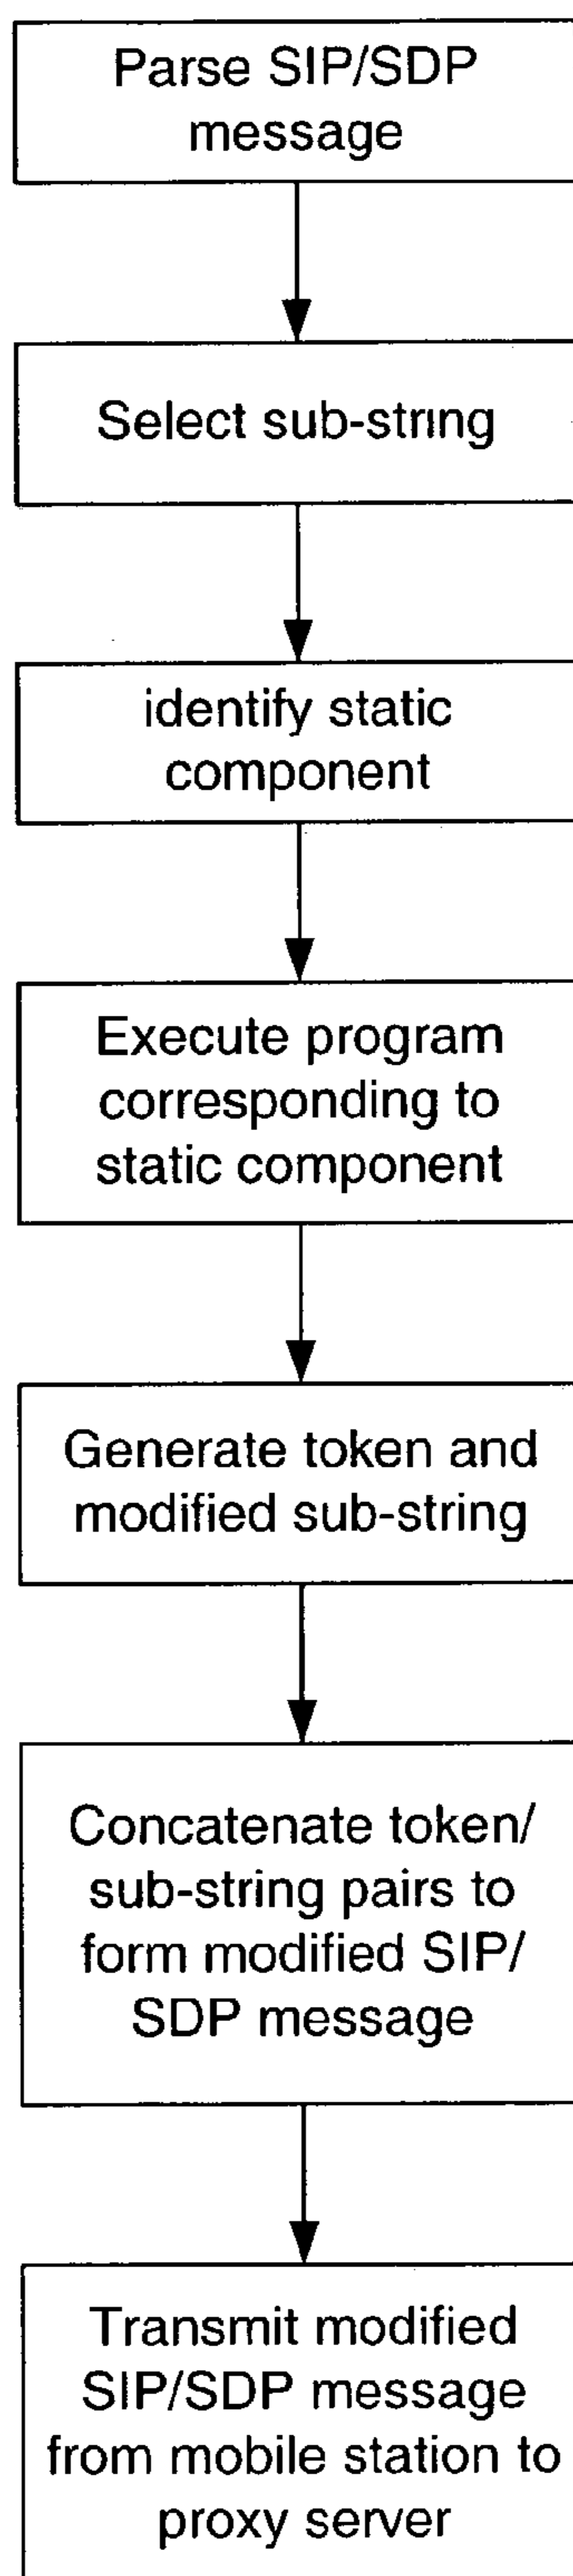 Parse SIP/SDP
message
Select sub-string
identify static
component
Execute program
corresponding to
static component
Generate token and
modified sub-string
Concatenate token/
sub-string pairs to
form modified SIP/
SDP message
Transmit modified
SIP/SDP message
from mobile station to
proxy server